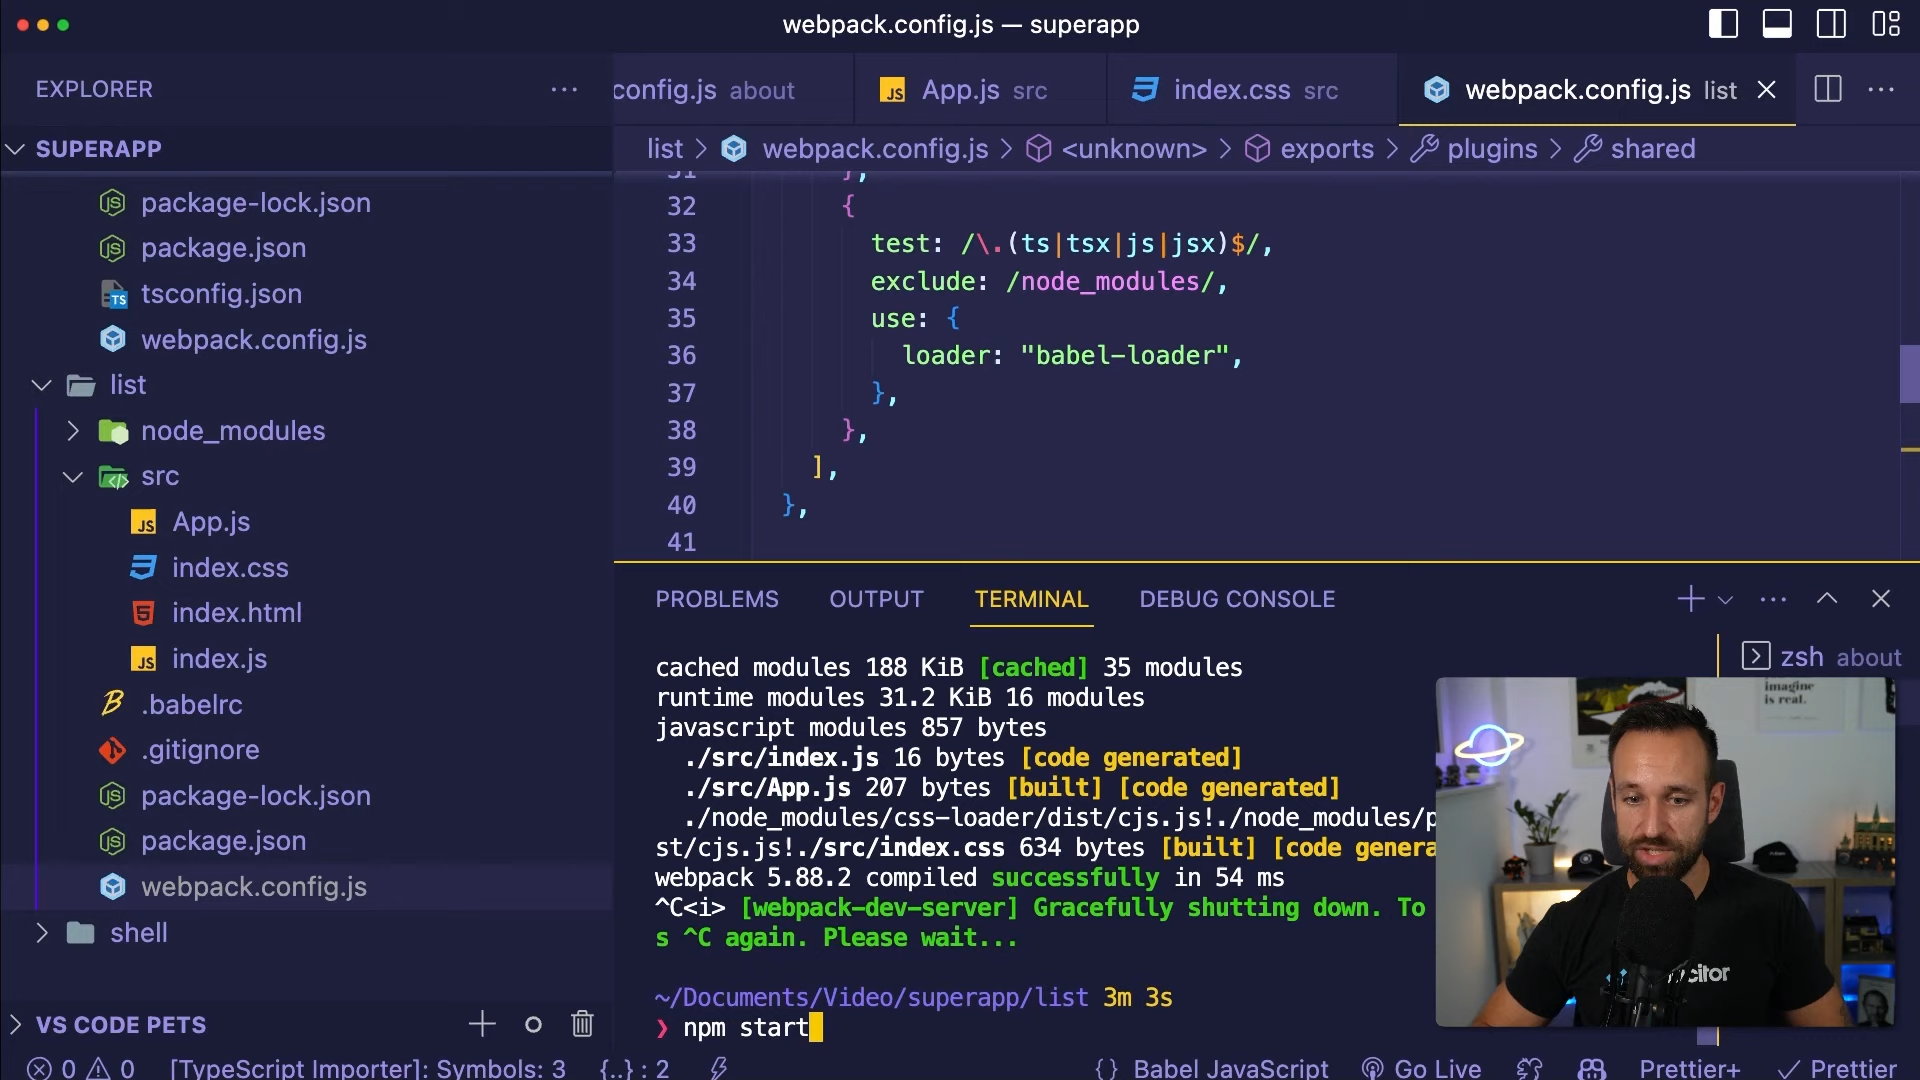 webpack.config.js — superapp
EXPLORER
config.js about
App.js src
index.css src
webpack.config.js list
SUPERAPP
list > webpack.config.js > <unknown> > exports > plugins > shared
package-lock.json
package.json
tsconfig.json
webpack.config.js
list
node_modules
src
App.js
index.css
index.html
index.js
.babelrc
.gitignore
package-lock.json
package.json
webpack.config.js
shell
VS CODE PETS
31 },
32 {
33 test: /\.(ts|tsx|js|jsx)$/,
34 exclude: /node_modules/,
35 use: {
36 loader: "babel-loader",
37 },
38 },
39 ],
40 },
41
PROBLEMS OUTPUT TERMINAL DEBUG CONSOLE
zsh about
cached modules 188 KiB [cached] 35 modules
runtime modules 31.2 KiB 16 modules
javascript modules 857 bytes
./src/index.js 16 bytes [code generated]
./src/App.js 207 bytes [built] [code generated]
./node_modules/css-loader/dist/cjs.js!./node_modules/p
st/cjs.js!./src/index.css 634 bytes [built] [code genera
webpack 5.88.2 compiled successfully in 54 ms
^C<i> [webpack-dev-server] Gracefully shutting down. To
s ^C again. Please wait...
~/Documents/Video/superapp/list 3m 3s
❯ npm start
imagine
is real.
0 0 [TypeScript Importer]: Symbols: 3 {..} : 2
{} Babel JavaScript Go Live Prettier+ Prettier